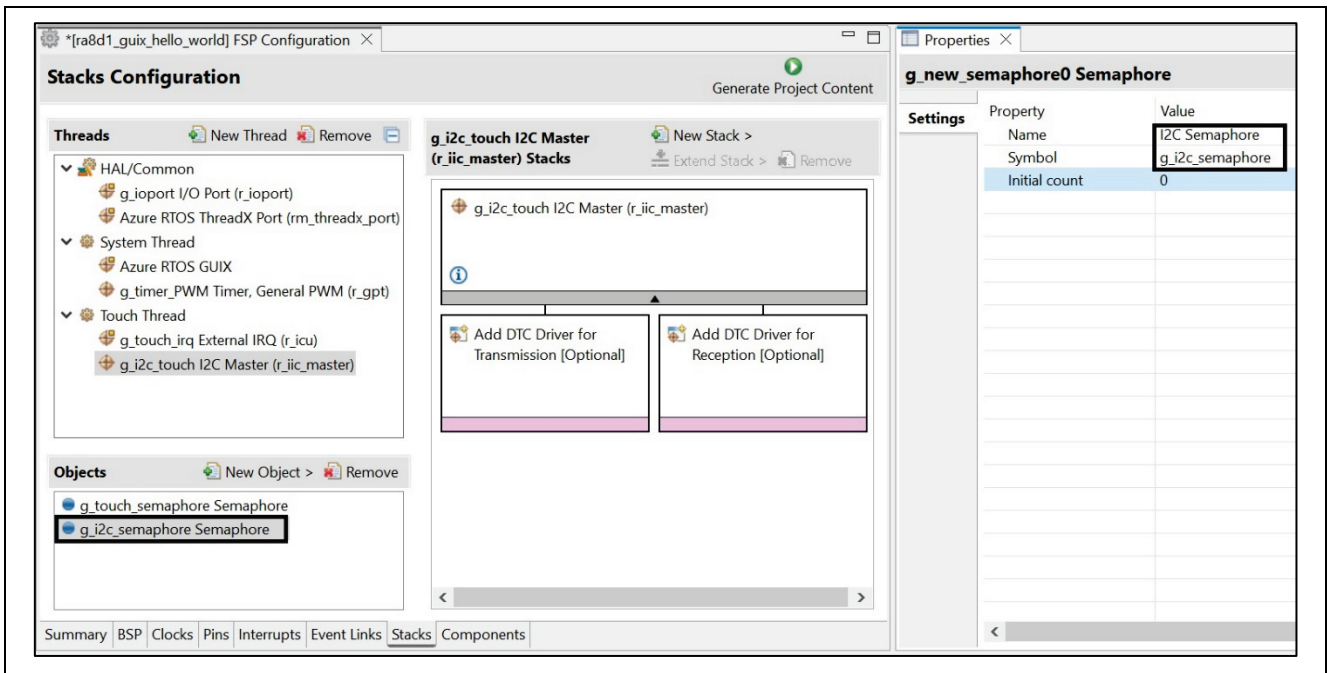 *[ra8d1_guix_hello_world] FSP Configuration
Stacks Configuration
Generate Project Content
Threads
New Thread
Remove
HAL/Common
g_ioport I/O Port (r_ioport)
Azure RTOS ThreadX Port (rm_threadx_port)
System Thread
Azure RTOS GUIX
g_timer_PWM Timer, General PWM (r_gpt)
Touch Thread
g_touch_irq External IRQ (r_icu)
g_i2c_touch I2C Master (r_iic_master)
Objects
New Object >
Remove
g_touch_semaphore Semaphore
g_i2c_semaphore Semaphore
g_i2c_touch I2C Master
(r_iic_master) Stacks
New Stack >
Extend Stack >
Remove
g_i2c_touch I2C Master (r_iic_master)
Add DTC Driver for
Transmission [Optional]
Add DTC Driver for
Reception [Optional]
Summary BSP Clocks Pins Interrupts Event Links Stacks Components
Properties
g_new_semaphore0 Semaphore
Settings
Property Value
Name I2C Semaphore
Symbol g_i2c_semaphore
Initial count 0